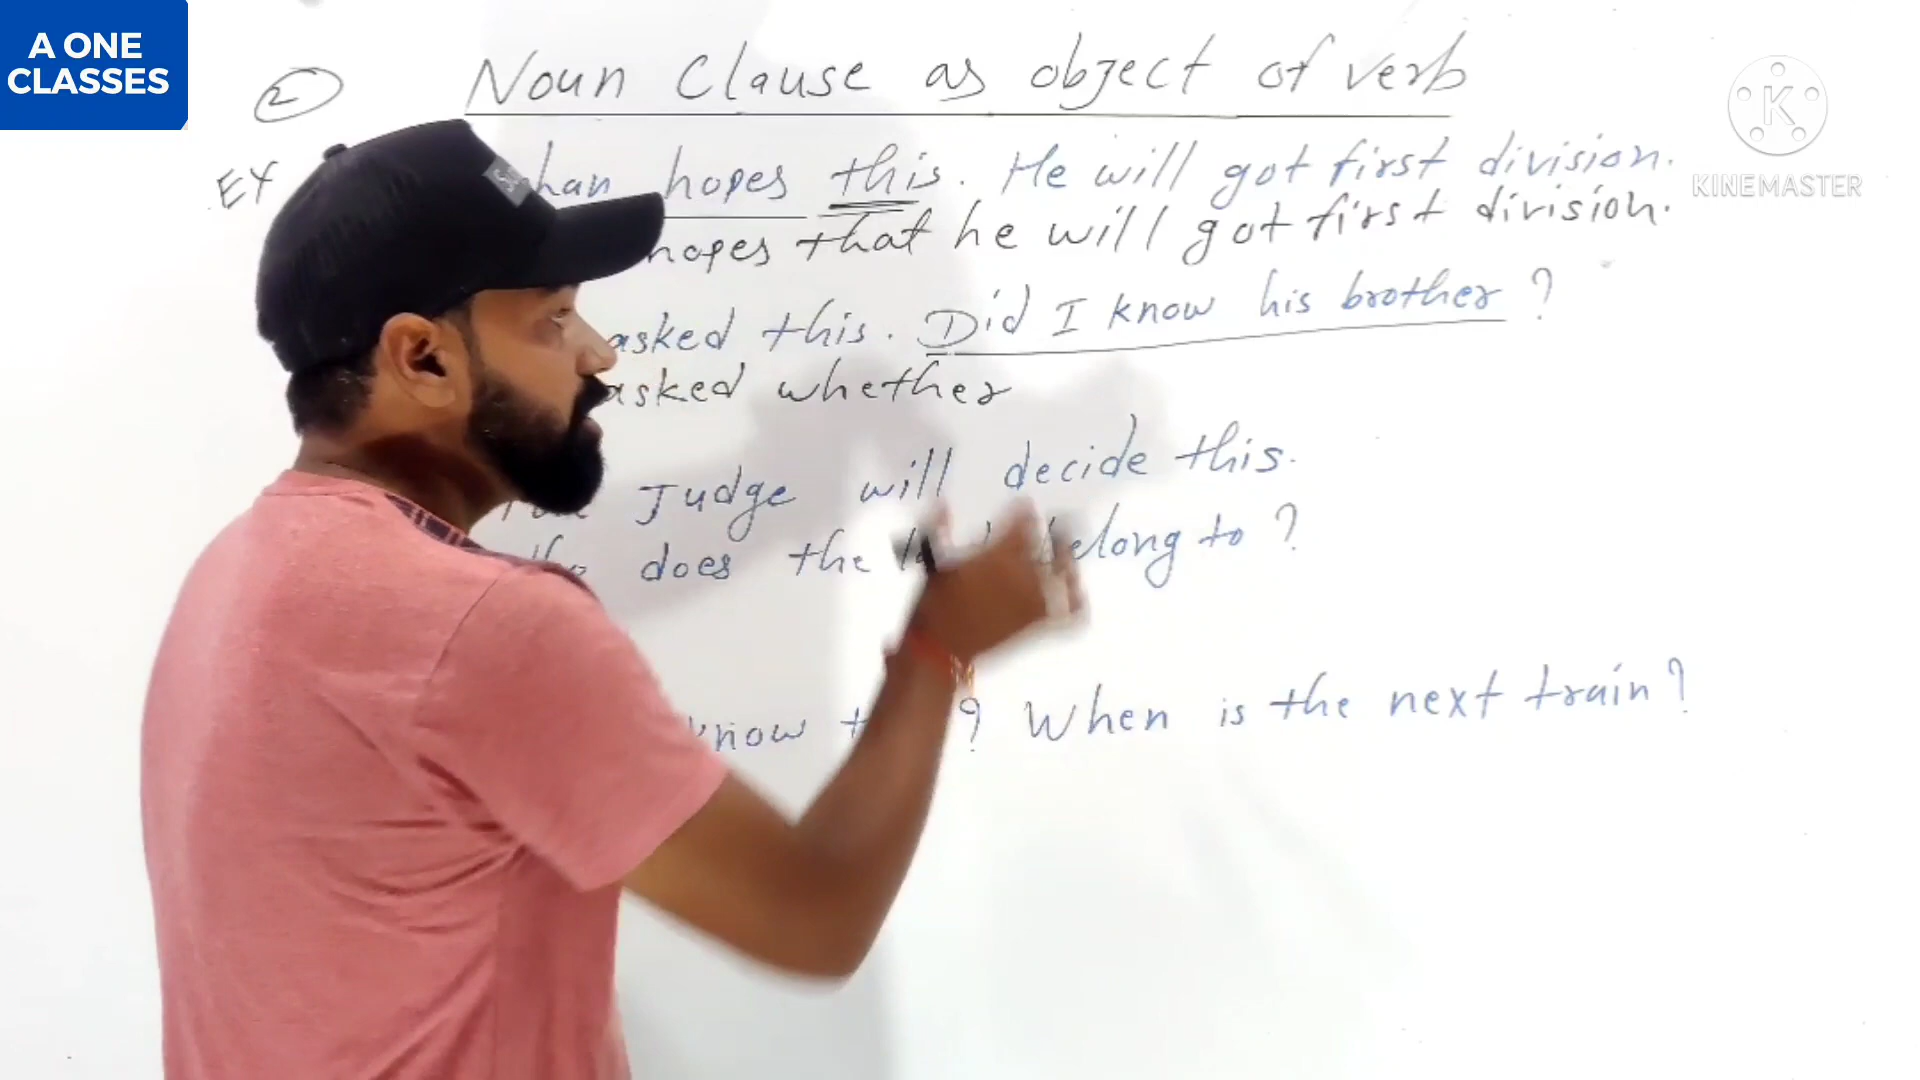 A ONE
CLASSES
2 Noun Clause as object of verb
EX han hopes this. He will got first division.
hopes that he will got first division.
asked this. Did I know his brother ?
asked whether
Judge will decide this.
does the belong to ?
know ? When is the next train ?
K
KINEMASTER